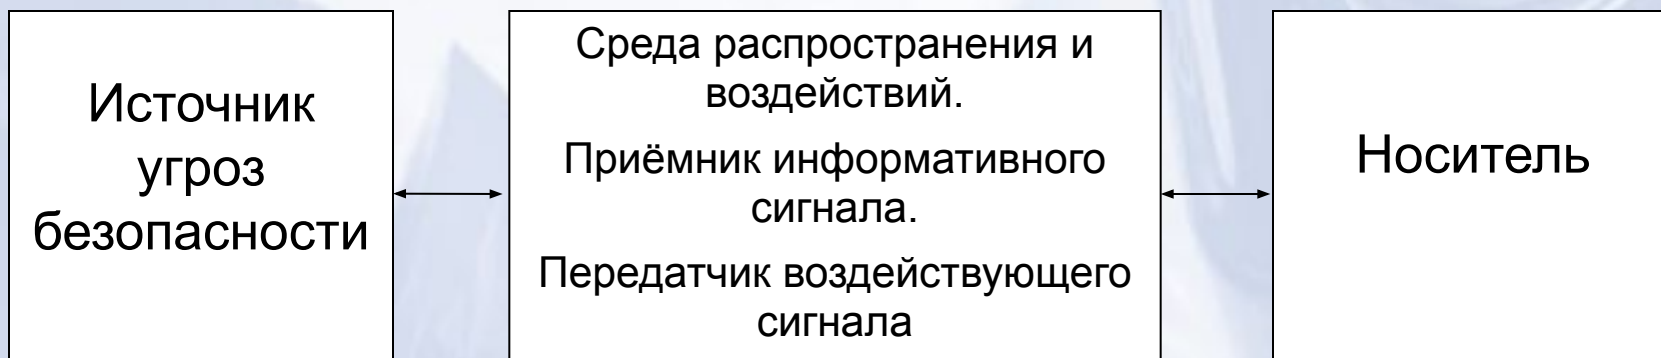 Источник
угроз
безопасности
Среда распространения и
воздействий.
Приёмник информативного
сигнала.
Передатчик воздействующего
сигнала
Носитель